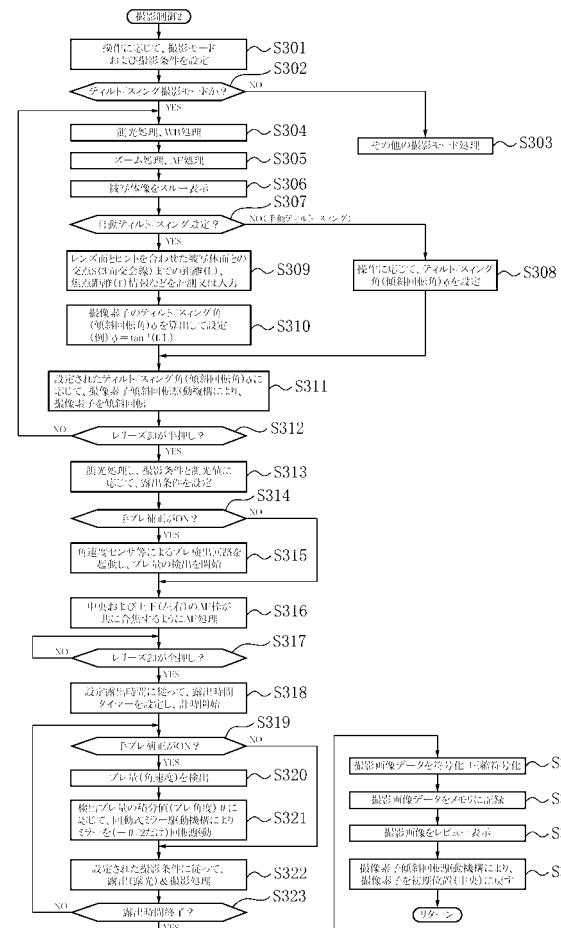 撮影制御2
操作に応じて、撮影モード
および撮影条件を設定
S301
S302
ティルト・スィング撮影モードか?
NO
YES
測光処理、WB処理
S304
その他の撮影モード処理
S303
ズーム処理、AF処理
S305
被写体像をスルー表示
S306
S307
自動ティルト・スィング設定?
NO(手動ティルト・スィング)
YES
レンズ面とピントを合わせた被写体面との
交点S(3面交会線)までの距離(L)、
焦点距離(f)情報などを計測又は入力
S309
操作に応じて、ティルト・スィング
角(傾斜回転角)φを設定
S308
撮像素子のティルト・スィング角
(傾斜回転角)φを算出して設定
S310
設定されたティルト・スィング角(傾斜回転角)φに
応じて、撮像素子傾斜回転駆動機構により、
撮像素子を傾斜回転
S311
S312
NO
レリーズ釦が半押し?
YES
測光処理し、撮影条件と測光値に
応じて、露出条件を設定
S313
S314
手ブレ補正がON?
NO
YES
角速度センサ等によるブレ検出回路を
起動し、ブレ量の検出を開始
S315
中央および上下(左右)のAF枠が
共に合焦するようにAF処理
S316
S317
NO
レリーズ釦が全押し?
YES
設定露出時間に従って、露出時間
タイマーを設定し、計時開始
S318
S319
手ブレ補正がON?
NO
YES
ブレ量(角速度)を検出
S320
検出ブレ量の積分値(ブレ角度)θに
応じて、回動式ミラー駆動機構により
ミラーを(−θ/2だけ)回転駆動
S321
設定された撮影条件に従って、
露出(露光)&撮影処理
S322
S323
NO
露出時間終了?
YES
撮影画像データを符号化/圧縮符号化
撮影画像データをメモリに記録
撮影画像をレビュー表示
撮像素子傾斜回転駆動機構により、
撮像素子を初期位置(中央)に戻す
リターン